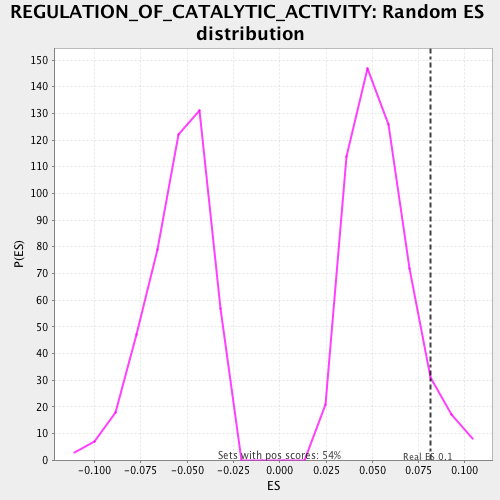 REGULATION_OF_CATALYTIC_ACTIVITY: Random ES
distribution
150
140
130
120
110
100
90
80
70
60
50
40
30
20
10
0
P(ES)
Sets with pos scores: 54%
Real ES 0.1
-0.100 -0.075 -0.050 -0.025 0.000 0.025 0.050 0.075 0.100
ES